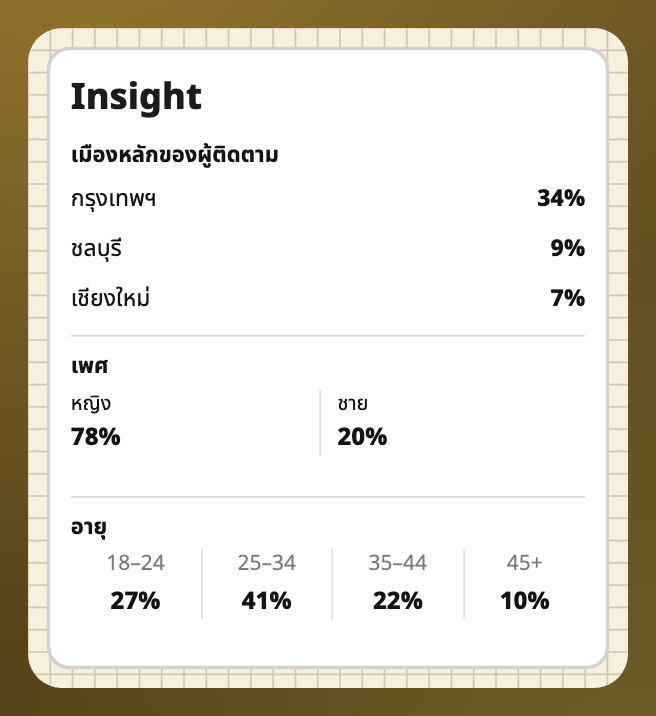 Insight
เมืองหลักของผู้ติดตาม
กรุงเทพฯ 34%
ชลบุรี 9%
เชียงใหม่ 7%
เพศ
หญิง ชาย
78% 20%
อายุ
18–24 25–34 35–44 45+
27% 41% 22% 10%